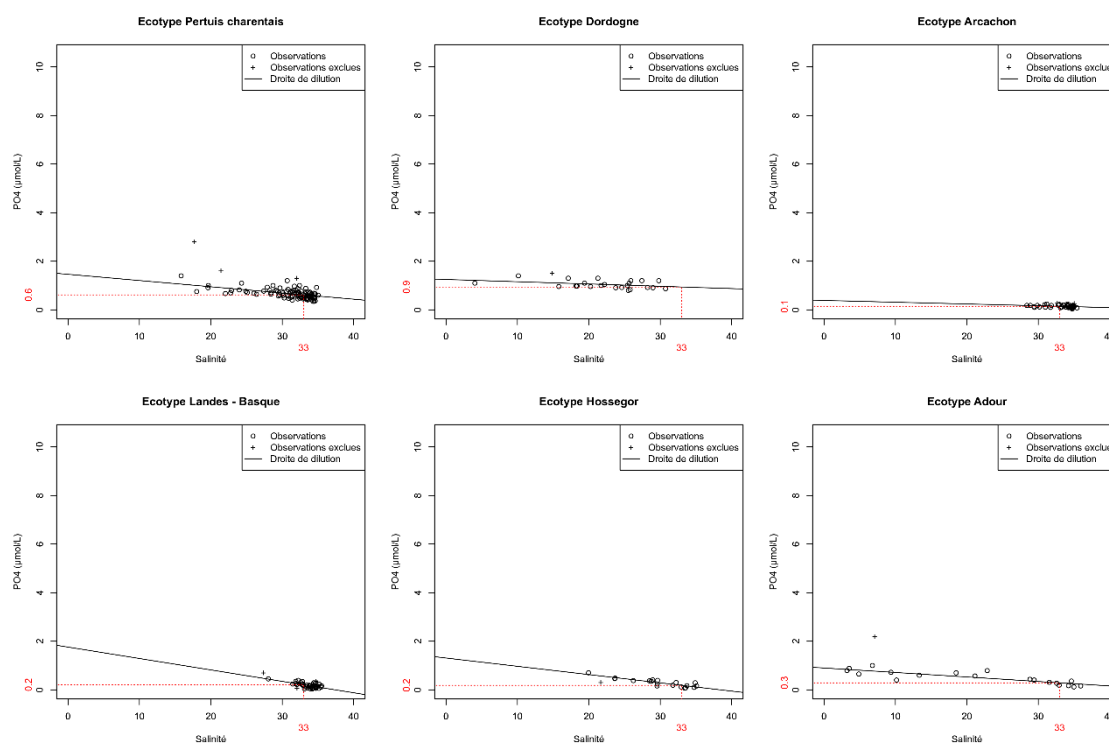 Ecotype Pertuis charentais
Observations
Observations exclues
Droite de dilution
PO4 (µmol/L)
10
8
6
4
2
0
0.6
0 10 20 30 40
33
Salinité
Ecotype Dordogne
Observations
Observations exclues
Droite de dilution
PO4 (µmol/L)
10
8
6
4
2
0
0.9
0 10 20 30 40
33
Salinité
Ecotype Arcachon
Observations
Observations exclues
Droite de dilution
PO4 (µmol/L)
10
8
6
4
2
0
0.1
0 10 20 30 40
33
Salinité
Ecotype Landes - Basque
Observations
Observations exclues
Droite de dilution
PO4 (µmol/L)
10
8
6
4
2
0
0.2
0 10 20 30 40
33
Salinité
Ecotype Hossegor
Observations
Observations exclues
Droite de dilution
PO4 (µmol/L)
10
8
6
4
2
0
0.2
0 10 20 30 40
33
Salinité
Ecotype Adour
Observations
Observations exclues
Droite de dilution
PO4 (µmol/L)
10
8
6
4
2
0
0.3
0 10 20 30 40
33
Salinité